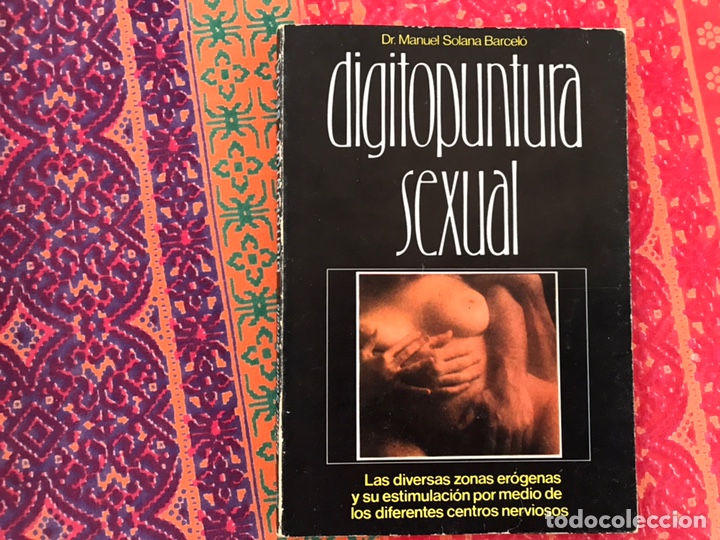 Dr. Manuel Solana Barceló
digitopuntura
sexual
Las diversas zonas erógenas
y su estimulación por medio de
los diferentes centros nerviosos
todocoleccion